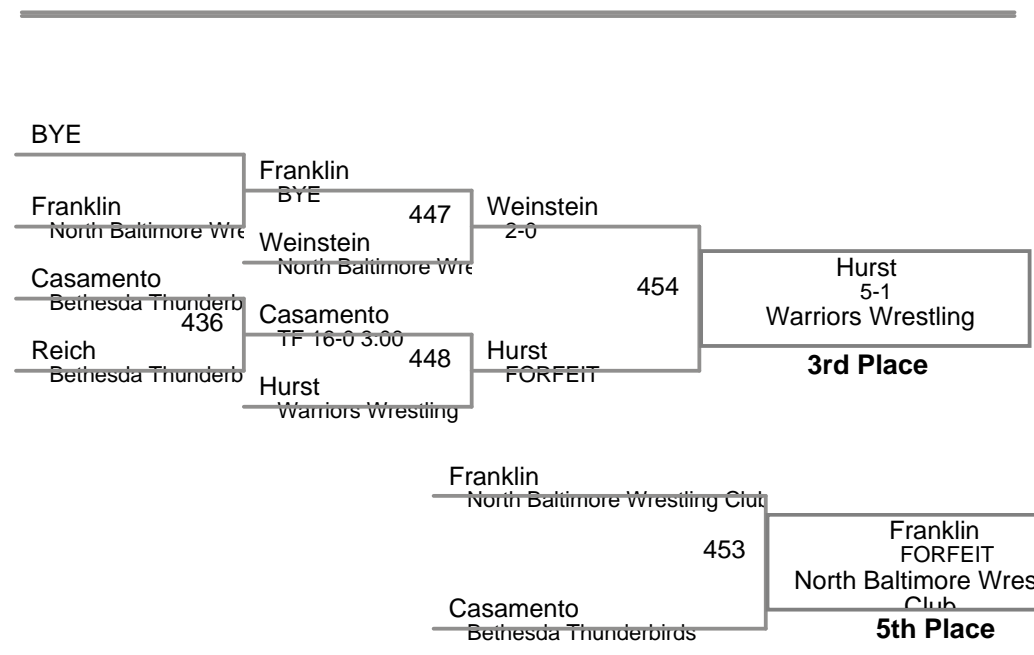 BYE
Franklin
North Baltimore Wre
Casamento
Bethesda Thunderb
436
Reich
Bethesda Thunderb
Franklin
BYE
447
Weinstein
North Baltimore Wre
Casamento
TF 16-0 3:00
448
Hurst
Warriors Wrestling
Weinstein
2-0
454
Hurst
FORFEIT
Hurst
5-1
Warriors Wrestling
3rd Place
Franklin
North Baltimore Wrestling Club
453
Casamento
Bethesda Thunderbirds
Franklin
FORFEIT
North Baltimore Wres
Club
5th Place